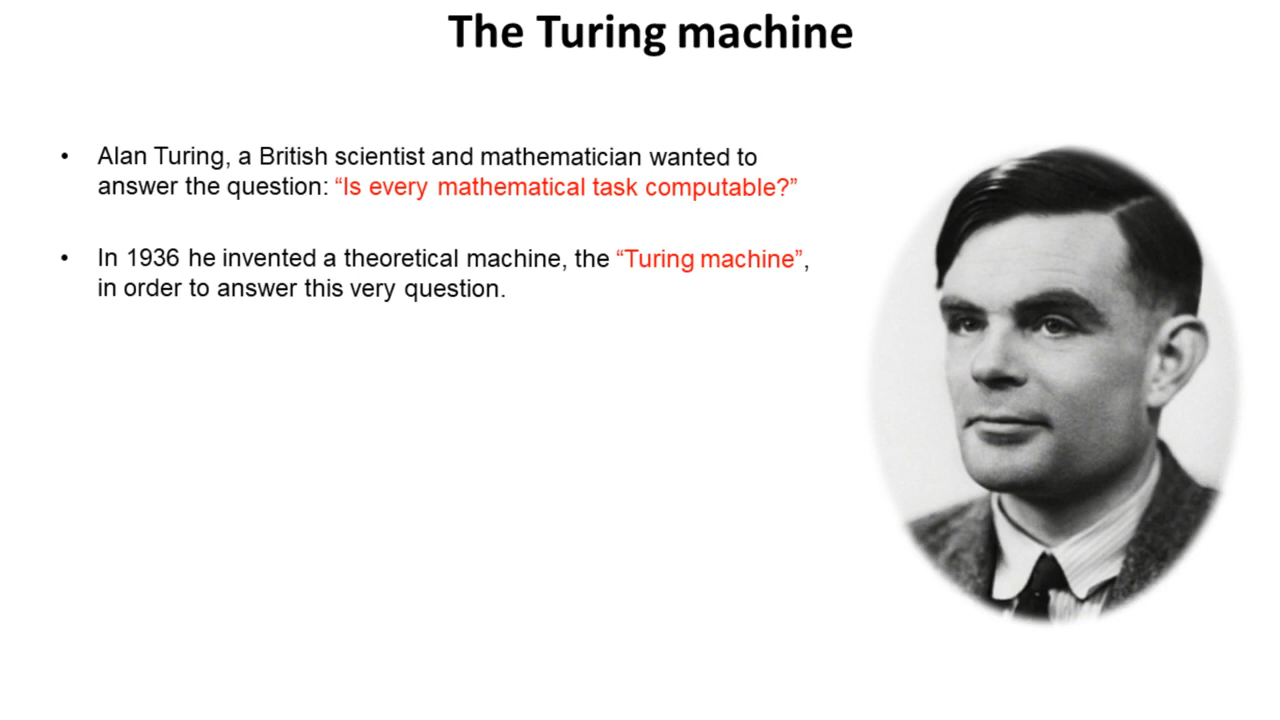 The Turing machine
• Alan Turing, a British scientist and mathematician wanted to
answer the question: “Is every mathematical task computable?”
• In 1936 he invented a theoretical machine, the “Turing machine”,
in order to answer this very question.